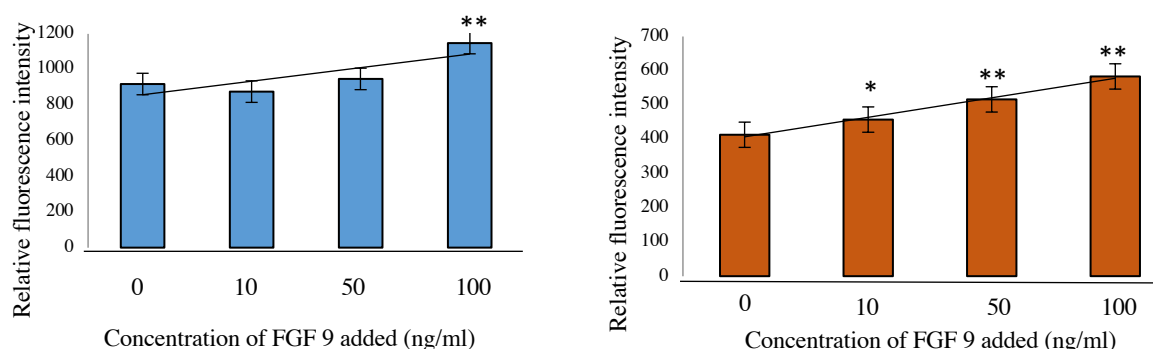 Relative fluorescence intensity
1200
1000
800
600
400
200
0
**
0 10 50 100
Concentration of FGF 9 added (ng/ml)
Relative fluorescence intensity
700
600
500
400
300
200
100
0
* ** **
0 10 50 100
Concentration of FGF 9 added (ng/ml)